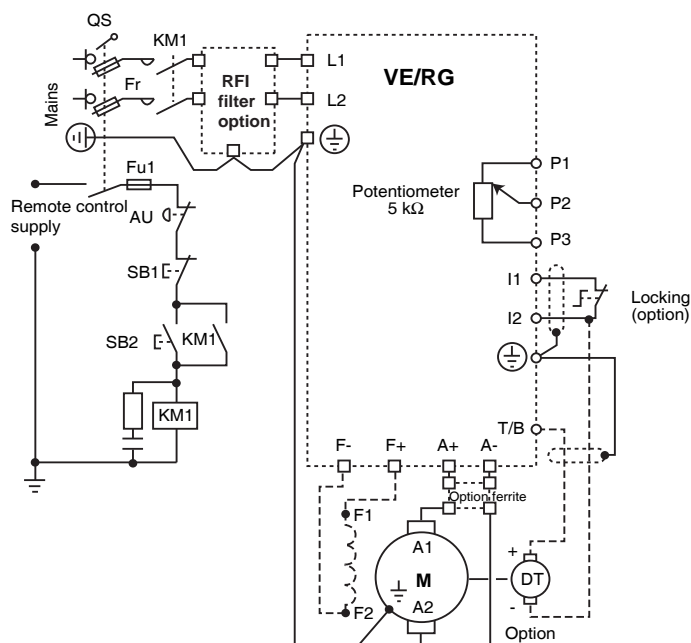 QS
KM1
L1
VE/RG
Mains
Fr
RFI
filter
option
L2
P1
Fu1
Potentiometer
5 kΩ
P2
Remote control
supply
AU
P3
I1
SB1
Locking
(option)
I2
SB2
KM1
KM1
T/B
F-
F+
A+
A-
Option ferrite
F1
A1
M
+
DT
-
A2
F2
Option